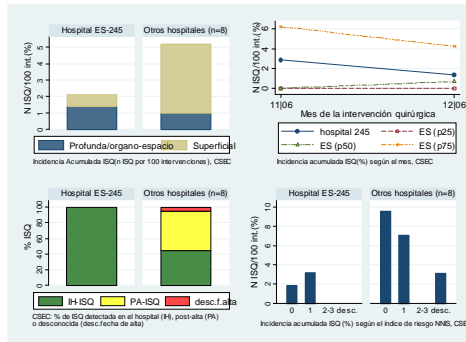 Hospital ES-245
Otros hospitales (n=8)
N ISQ/100 int.(%)
0 1 2 3 4 5
Profunda/organo-espacio
Superficial
Incidencia Acumulada ISQ(n ISQ por 100 intervenciones), CSEC
N ISQ/100 int.(%)
0 2 4 6
11|06
12/06
Mes de la intervención quirúrgica
hospital 245
ES (p25)
ES (p50)
ES (p75)
Incidencia acumulada ISQ(%) según el mes, CSEC
Hospital ES-245
Otros hospitales (n=8)
% ISQ
0 20 40 60 80 100
IH-ISQ
PA-ISQ
desc.f.alta
CSEC: % de ISQ detectada en el hospital (IH), post-alta (PA)
o desconocida (desc.fecha de alta)
Hospital ES-245
Otros hospitales (n=8)
N ISQ/100 int.(%)
0 2 4 6 8 10
0 1 2-3 desc.
0 1 2-3 desc.
Incidencia acumulada ISQ (%) según el índice de riesgo NNIS, CSE